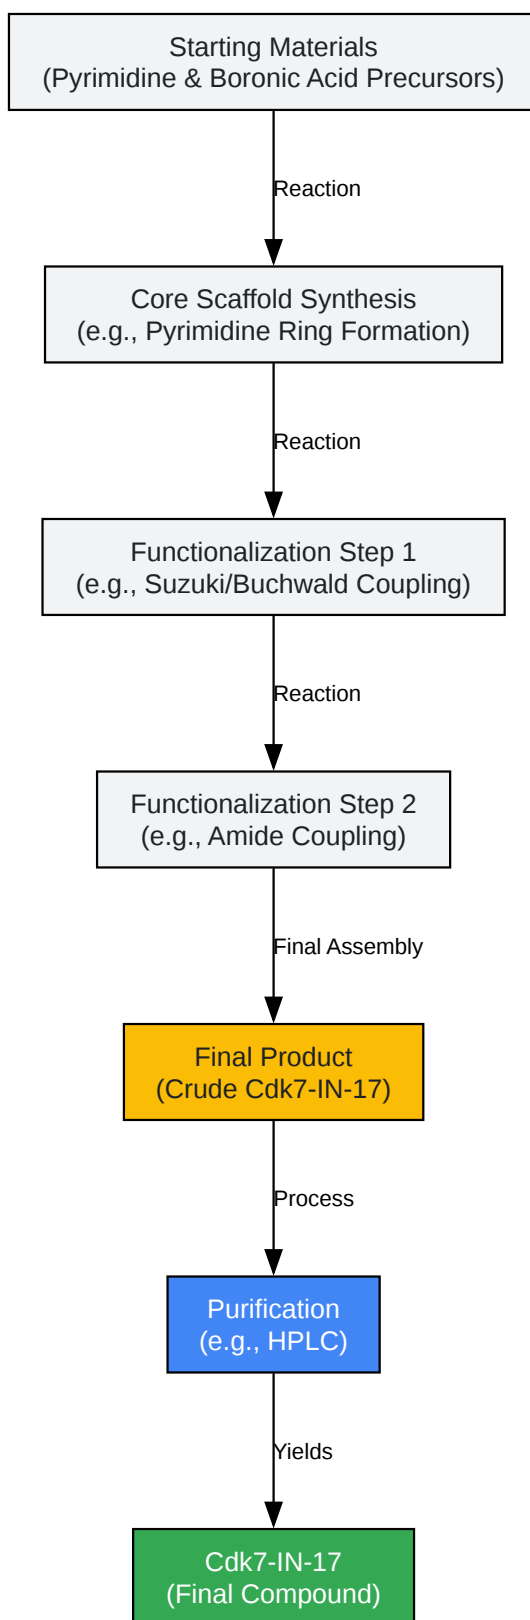 Starting Materials
(Pyrimidine & Boronic Acid Precursors)
Reaction
Core Scaffold Synthesis
(e.g., Pyrimidine Ring Formation)
Reaction
Functionalization Step 1
(e.g., Suzuki/Buchwald Coupling)
Reaction
Functionalization Step 2
(e.g., Amide Coupling)
Final Assembly
Final Product
(Crude Cdk7-IN-17)
Process
Purification
(e.g., HPLC)
Yields
Cdk7-IN-17
(Final Compound)